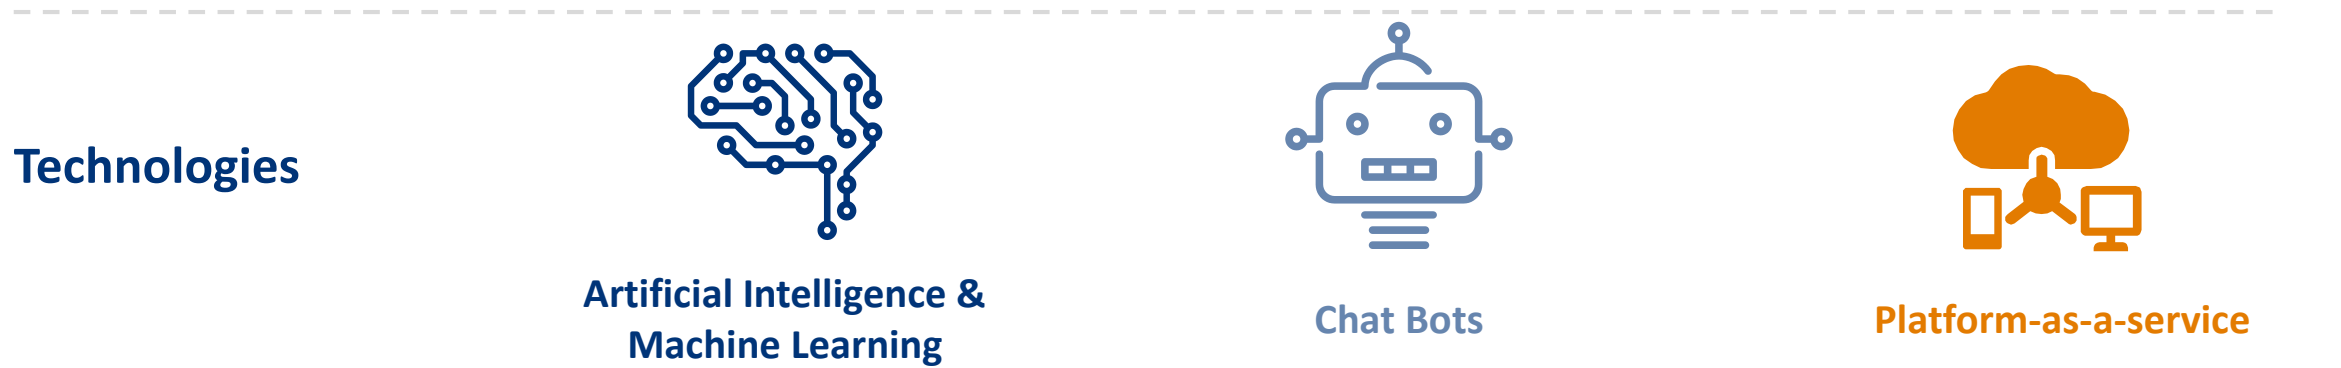 Technologies
Artificial Intelligence &
Machine Learning
Chat Bots
Platform-as-a-service